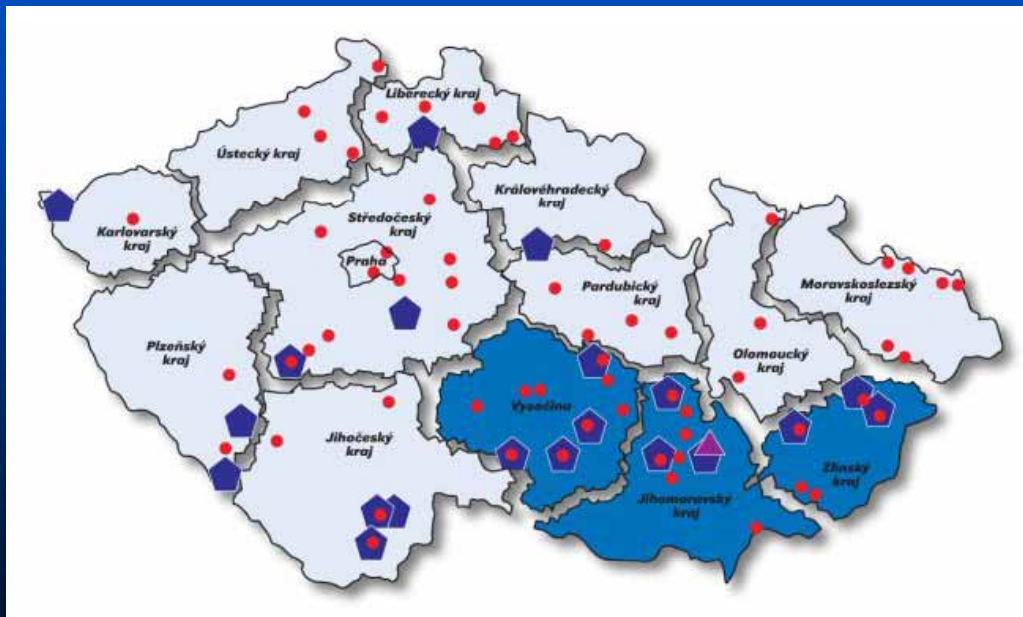 Liberecký kraj
Ústecký kraj
Královéhradecký
kraj
Karlovarský
kraj
Středočeský
kraj
Praha
Pardubický
kraj
Moravskoslezský
kraj
Plzeňský
kraj
Olomoucký
kraj
Vysočina
Jihočeský
kraj
Zlínský
kraj
Jihomoravský
kraj